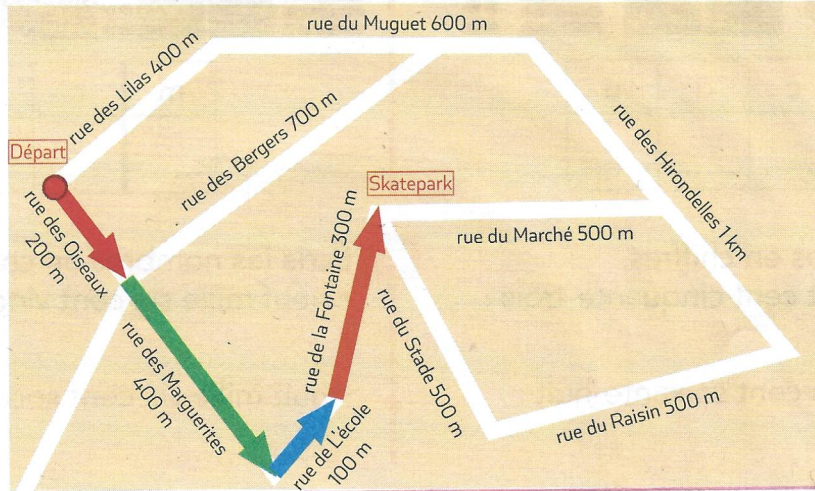 rue du Muguet 600 m
rue des Lilas 400 m
rue des Bergers 700 m
rue des Hirondelles 1 km
Départ
Skatepark
rue des Oiseaux
200 m
rue de la Fontaine 300 m
rue du Marché 500 m
rue des Marguerites
400 m
rue du Stade 500 m
rue de L'école
100 m
rue du Raisin 500 m